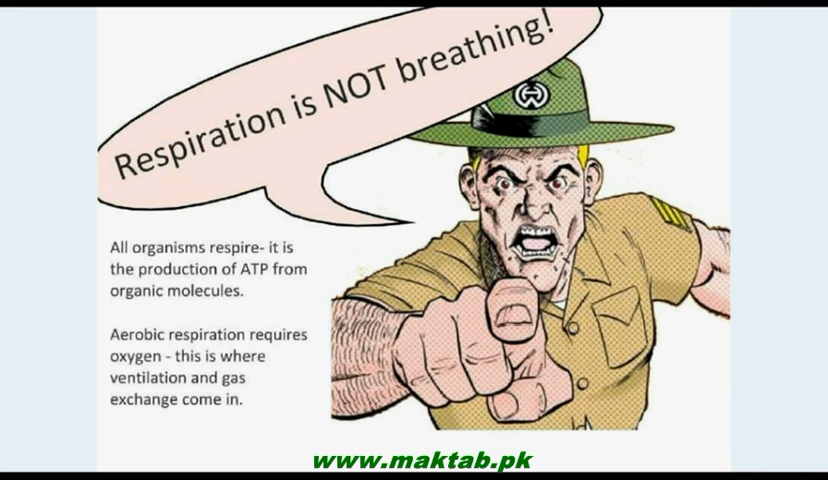 Respiration is NOT breathing!
All organisms respire- it is
the production of ATP from
organic molecules.
Aerobic respiration requires
oxygen - this is where
ventilation and gas
exchange come in.
www.maktab.pk